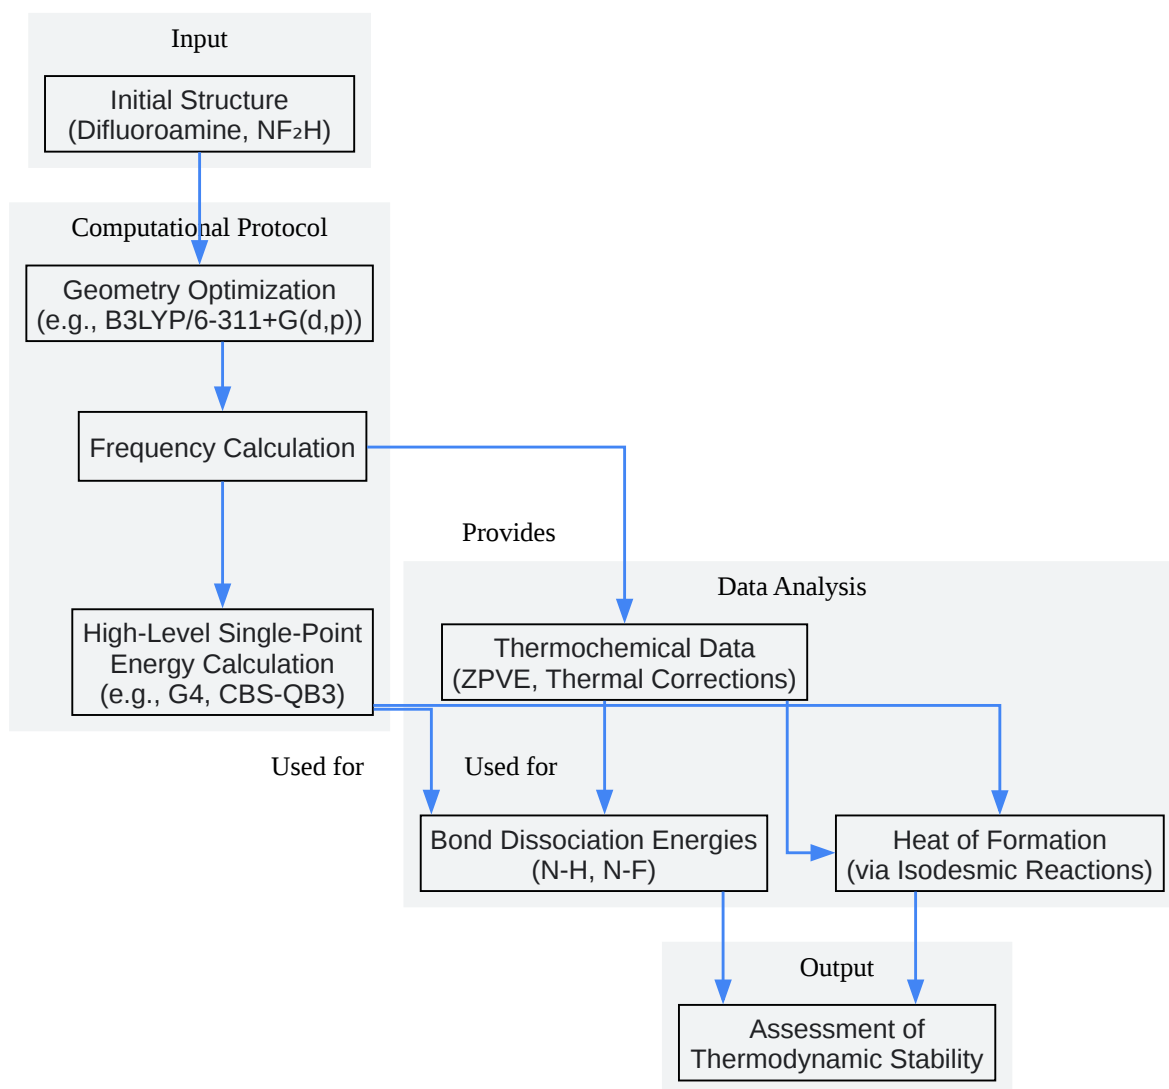 Input
Initial Structure
(Difluoroamine, NF₂H)
Computational Protocol
Geometry Optimization
(e.g., B3LYP/6-311+G(d,p))
Frequency Calculation
Provides
Data Analysis
High-Level Single-Point
Energy Calculation
(e.g., G4, CBS-QB3)
Thermochemical Data
(ZPVE, Thermal Corrections)
Used for
Used for
Bond Dissociation Energies
(N-H, N-F)
Heat of Formation
(via Isodesmic Reactions)
Output
Assessment of
Thermodynamic Stability